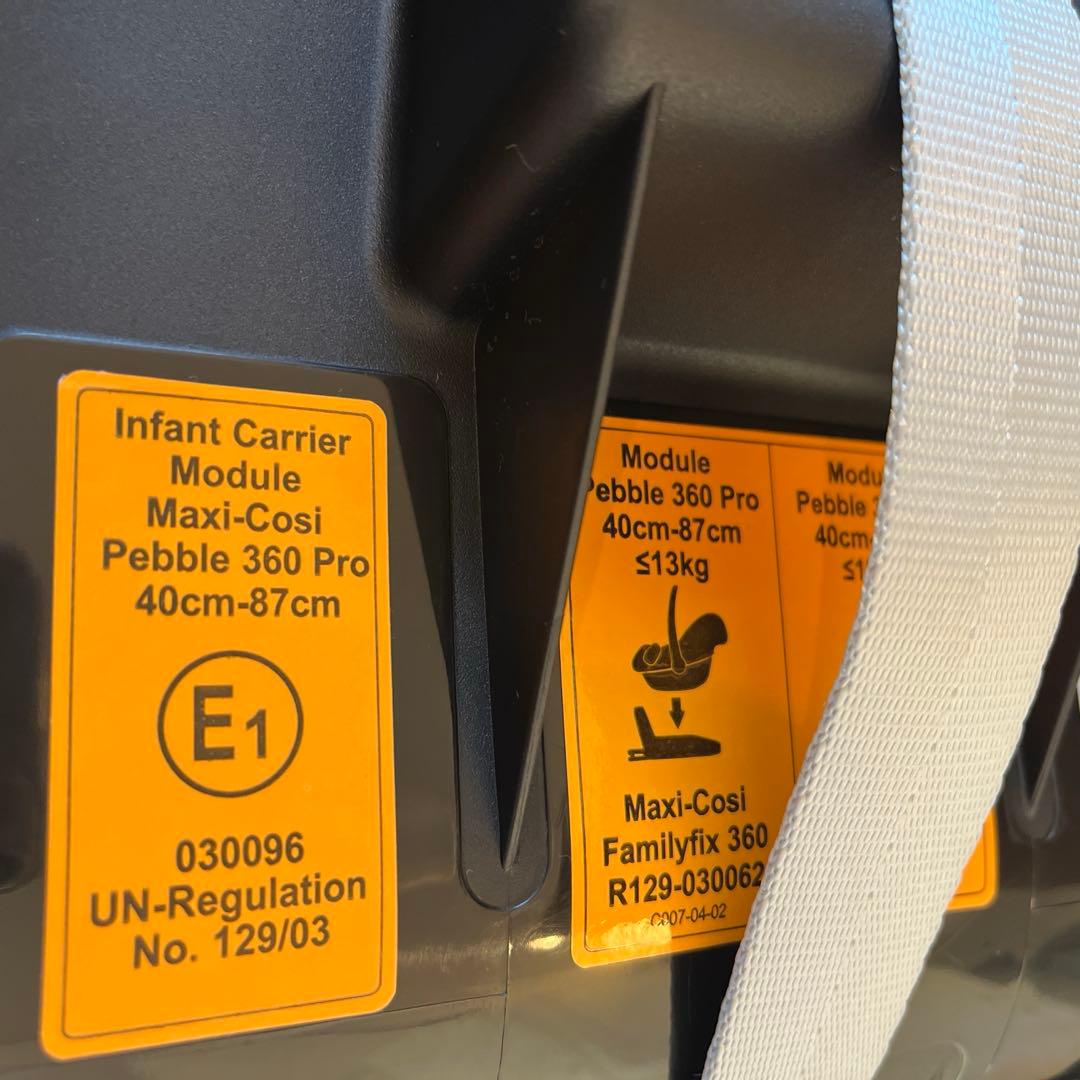 Infant Carrier
Module
Maxi-Cosi
Pebble 360 Pro
40cm-87cm
E1
030096
UN-Regulation
No. 129/03
Module
Pebble 360 Pro
40cm-87cm
≤13kg
Maxi-Cosi
Familyfix 360
R129-030062
C007-04-02
Pebble